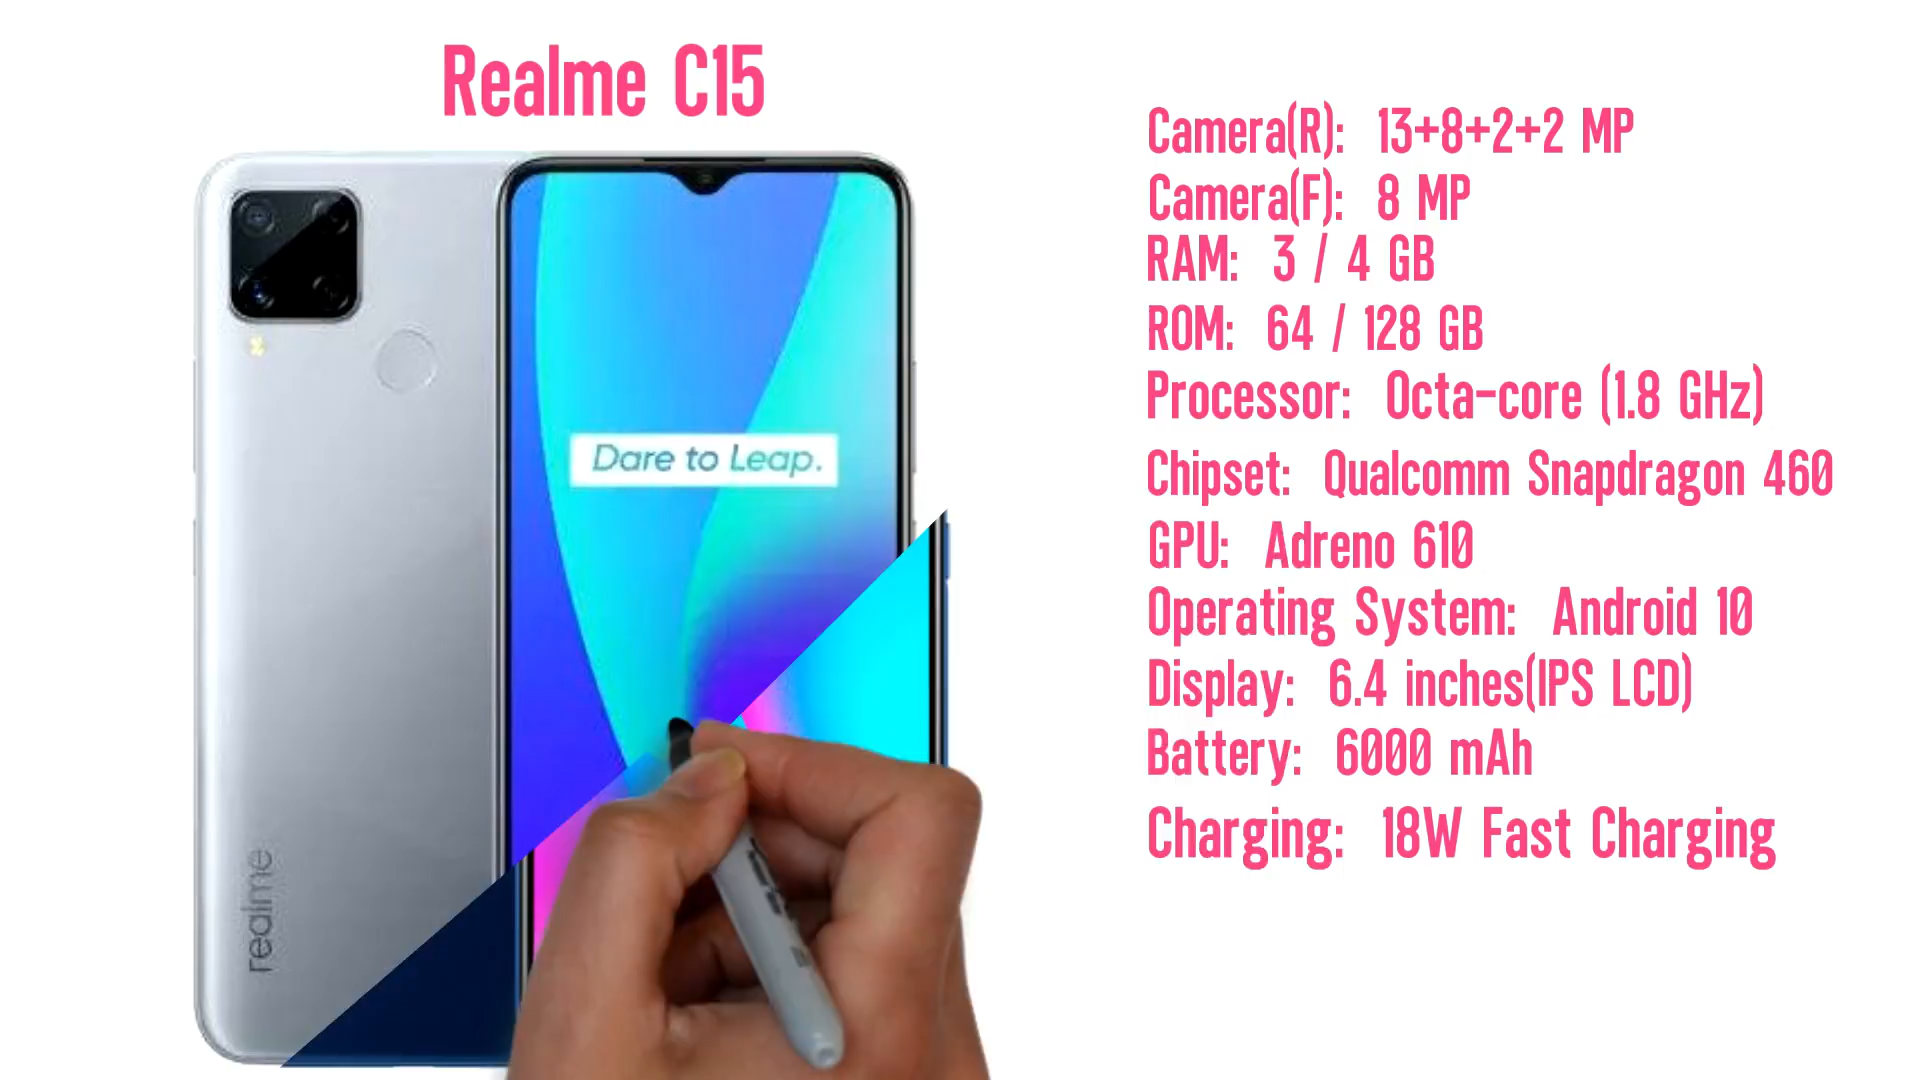 Realme C15
Camera(R): 13+8+2+2 MP
Camera(F): 8 MP
RAM: 3 / 4 GB
ROM: 64 / 128 GB
Processor: Octa-core (1.8 GHz)
Chipset: Qualcomm Snapdragon 460
GPU: Adreno 610
Operating System: Android 10
Display: 6.4 inches(IPS LCD)
Battery: 6000 mAh
Charging: 18W Fast Charging
Dare to Leap.
realme